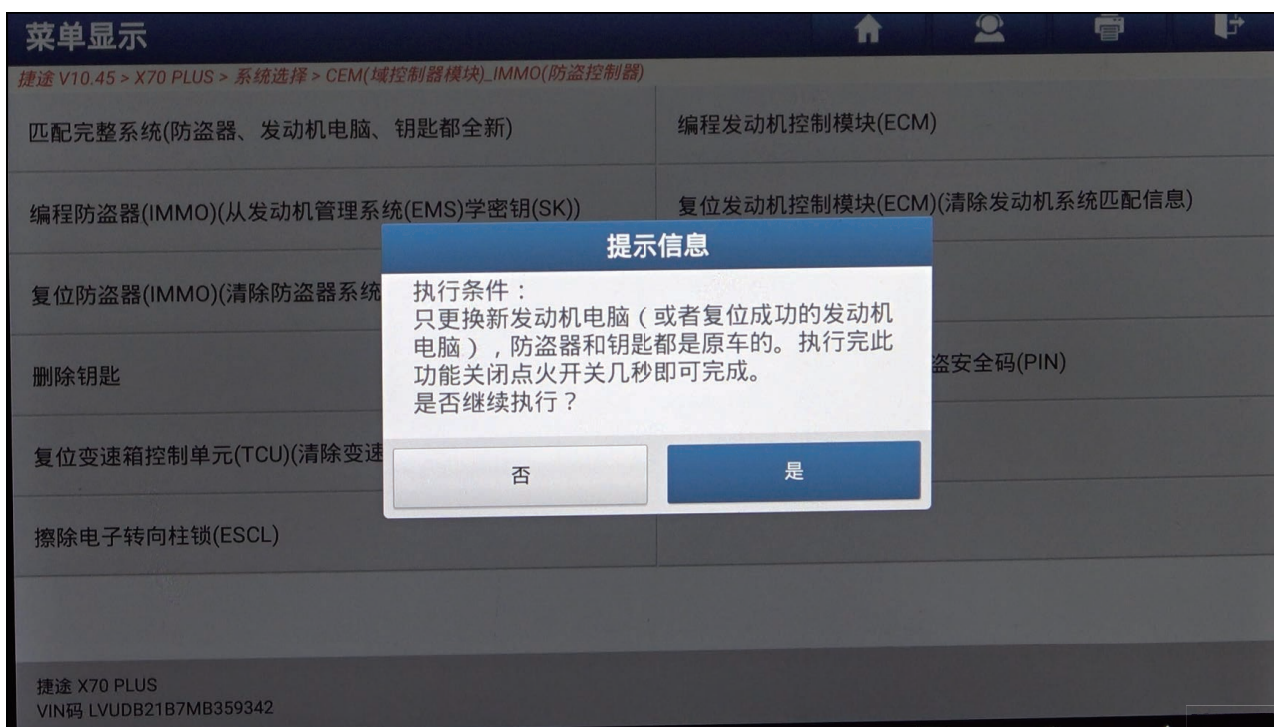 菜单显示
捷途 V10.45 > X70 PLUS > 系统选择 > CEM(域控制器模块)_IMMO(防盗控制器)
匹配完整系统(防盗器、发动机电脑、钥匙都全新)
编程发动机控制模块(ECM)
编程防盗器(IMMO)(从发动机管理系统(EMS)学密钥(SK))
复位发动机控制模块(ECM)(清除发动机系统匹配信息)
复位防盗器(IMMO)(清除防盗器系统
提示信息
执行条件：
只更换新发动机电脑（或者复位成功的发动机
电脑），防盗器和钥匙都是原车的。执行完此
功能关闭点火开关几秒即可完成。
是否继续执行？
否
是
删除钥匙
盗安全码(PIN)
复位变速箱控制单元(TCU)(清除变速
擦除电子转向柱锁(ESCL)
捷途 X70 PLUS
VIN码 LVUDB21B7MB359342